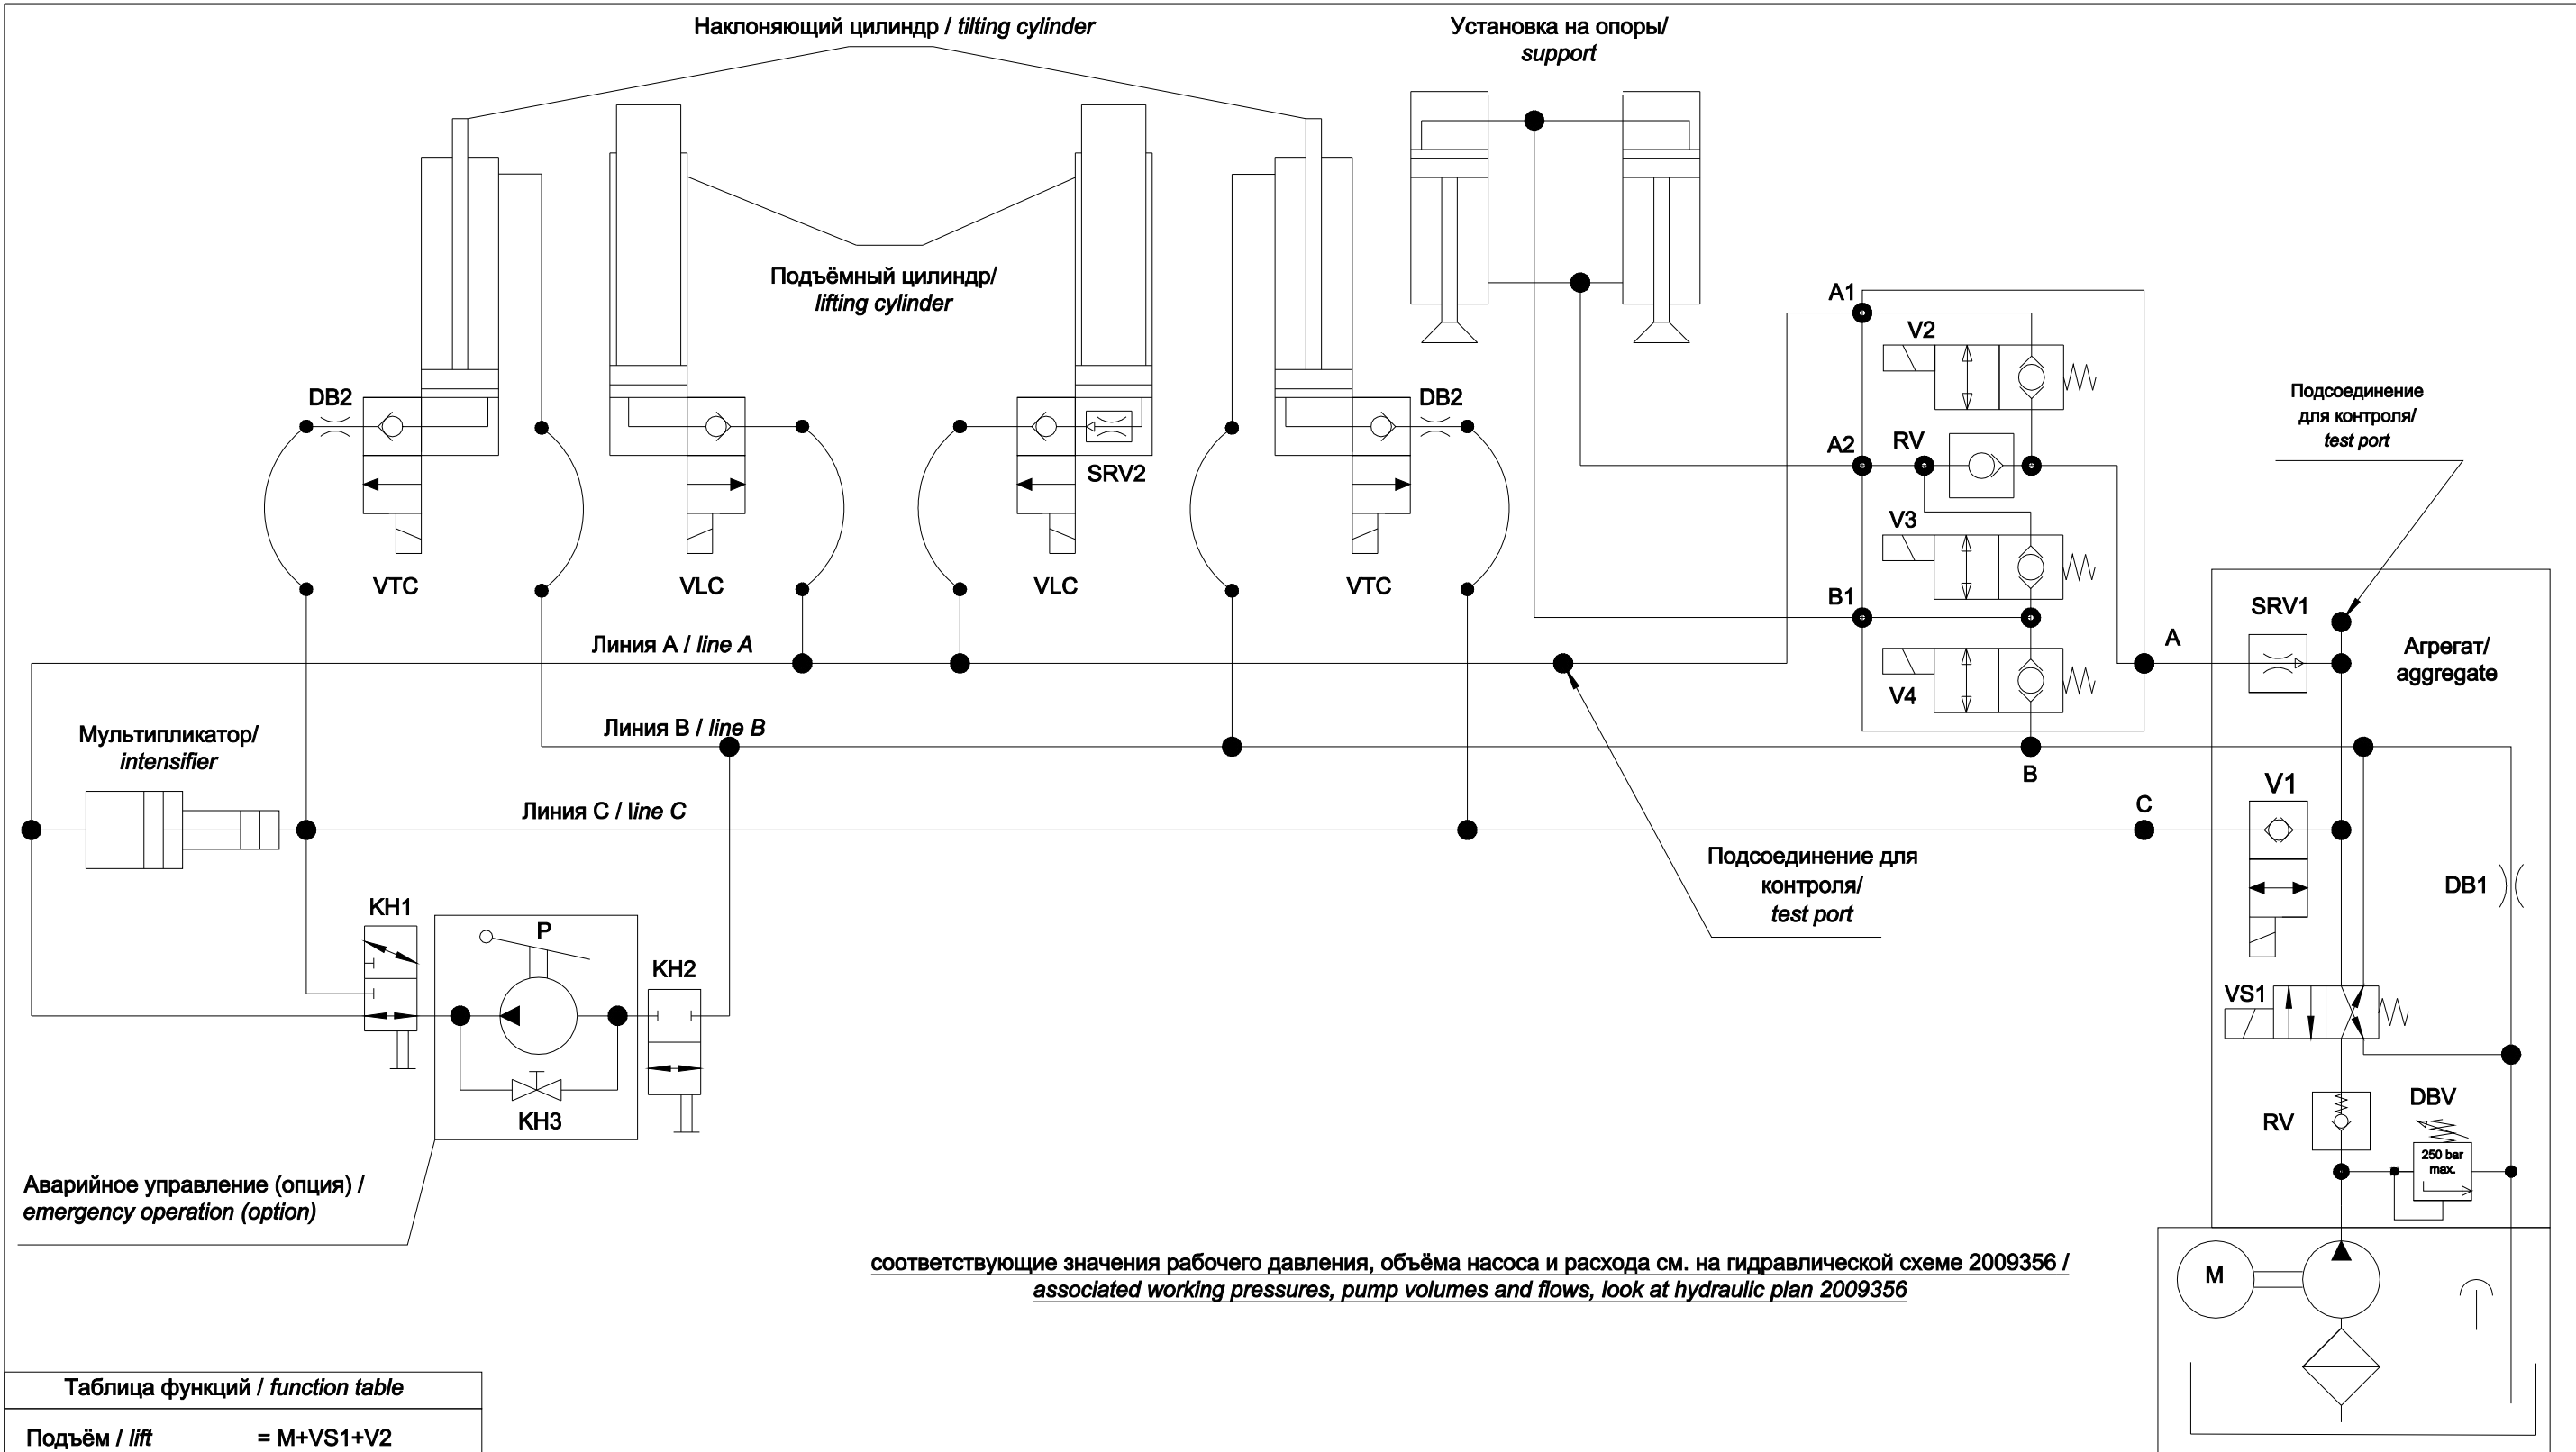 Наклоняющий цилиндр / tilting cylinder
Установка на опоры/
support
Подъёмный цилиндр/
lifting cylinder
A1
V2
DB2
DB2
Подсоединение
для контроля/
test port
A2
RV
SRV2
V3
VTC
VLC
VLC
VTC
B1
SRV1
Линия A / line A
A
Агрегат/
aggregate
V4
Линия B / line B
Мультипликатор/
intensifier
B
V1
Линия C / line C
C
Подсоединение для
контроля/
test port
DB1
KH1
P
KH2
VS1
KH3
RV
DBV
250 bar
max.
Аварийное управление (опция) /
emergency operation (option)
соответствующие значения рабочего давления, объёма насоса и расхода см. на гидравлической схеме 2009356 /
associated working pressures, pump volumes and flows, look at hydraulic plan 2009356
M
Таблица функций / function table
Подъём / lift = M+VS1+V2